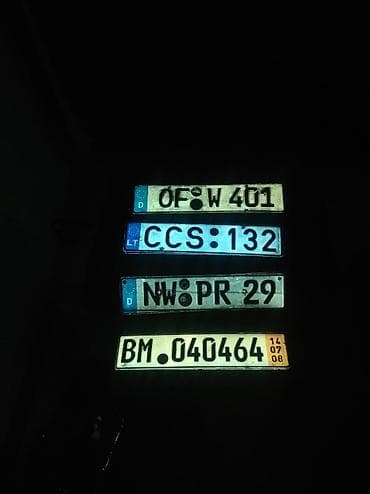 D OF W 401
LT CCS:132
D NW PR 29
BM.040464 14 07 08